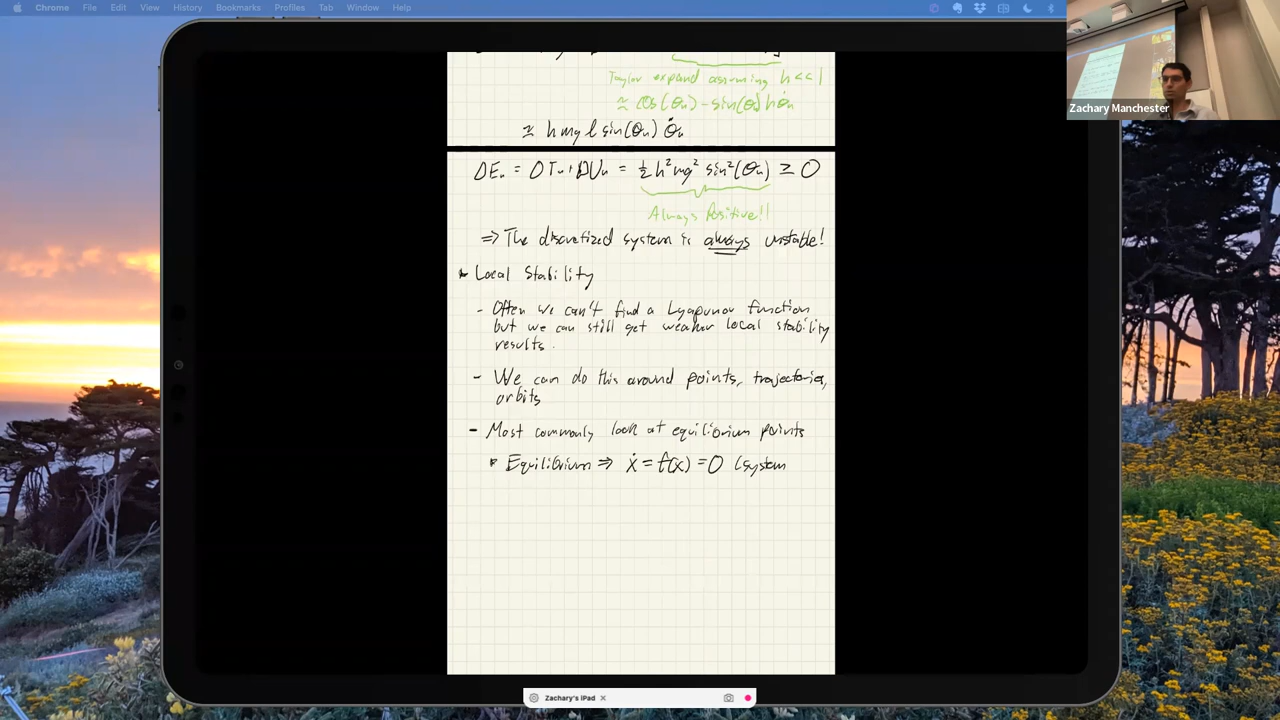 Chrome File Edit View History Bookmarks Profiles Tab Window Help
Zachary Manchester
Taylor expand assuming h << 1
≈ cos(θₙ) - sin(θₙ) h θ̇ₙ
≈ h m g l sin(θₙ) θ̇ₙ
ΔEₙ = ΔTₙ + ΔUₙ = ½ h² m g² sin²(θₙ) ≥ 0
Always Positive!!
⇒ The discretized system is always unstable!
Local Stability
- Often we can't find a Lyapunov function
but we can still get weaker local stability
results.
- We can do this around points, trajectories,
orbits
- Most commonly look at equilibrium points
Equilibrium ⇒ ẋ = f(x) = 0 (system
Zachary's iPad